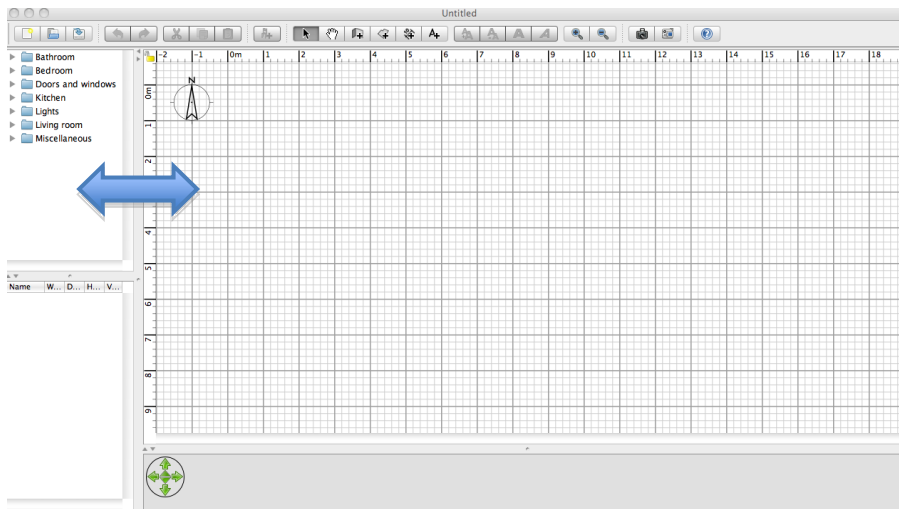 Untitled
Bathroom
Bedroom
Doors and windows
Kitchen
Lights
Living room
Miscellaneous
-2 -1 0m 1 2 3 4 5 6 7 8 9 10 11 12 13 14 15 16 17 18
N
0m
1
2
4
5
6
7
8
9
Name W... D... H... V...